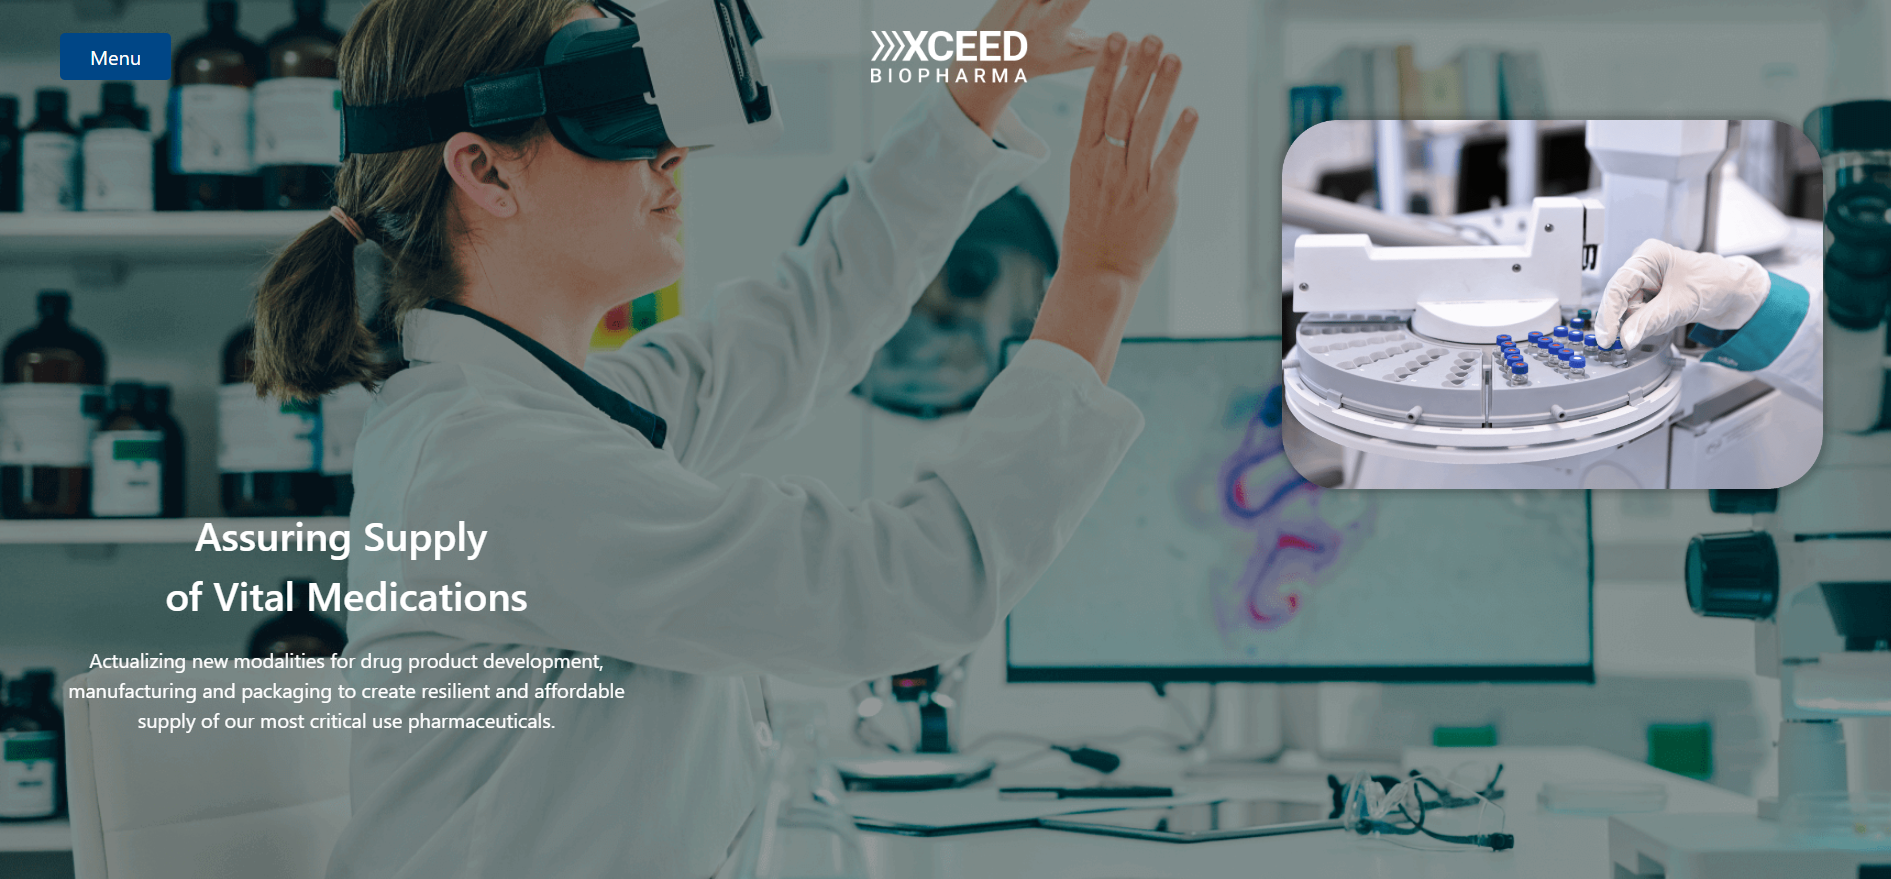 Menu
XCEED
BIOPHARMA
Assuring Supply
of Vital Medications
Actualizing new modalities for drug product development,
manufacturing and packaging to create resilient and affordable
supply of our most critical use pharmaceuticals.